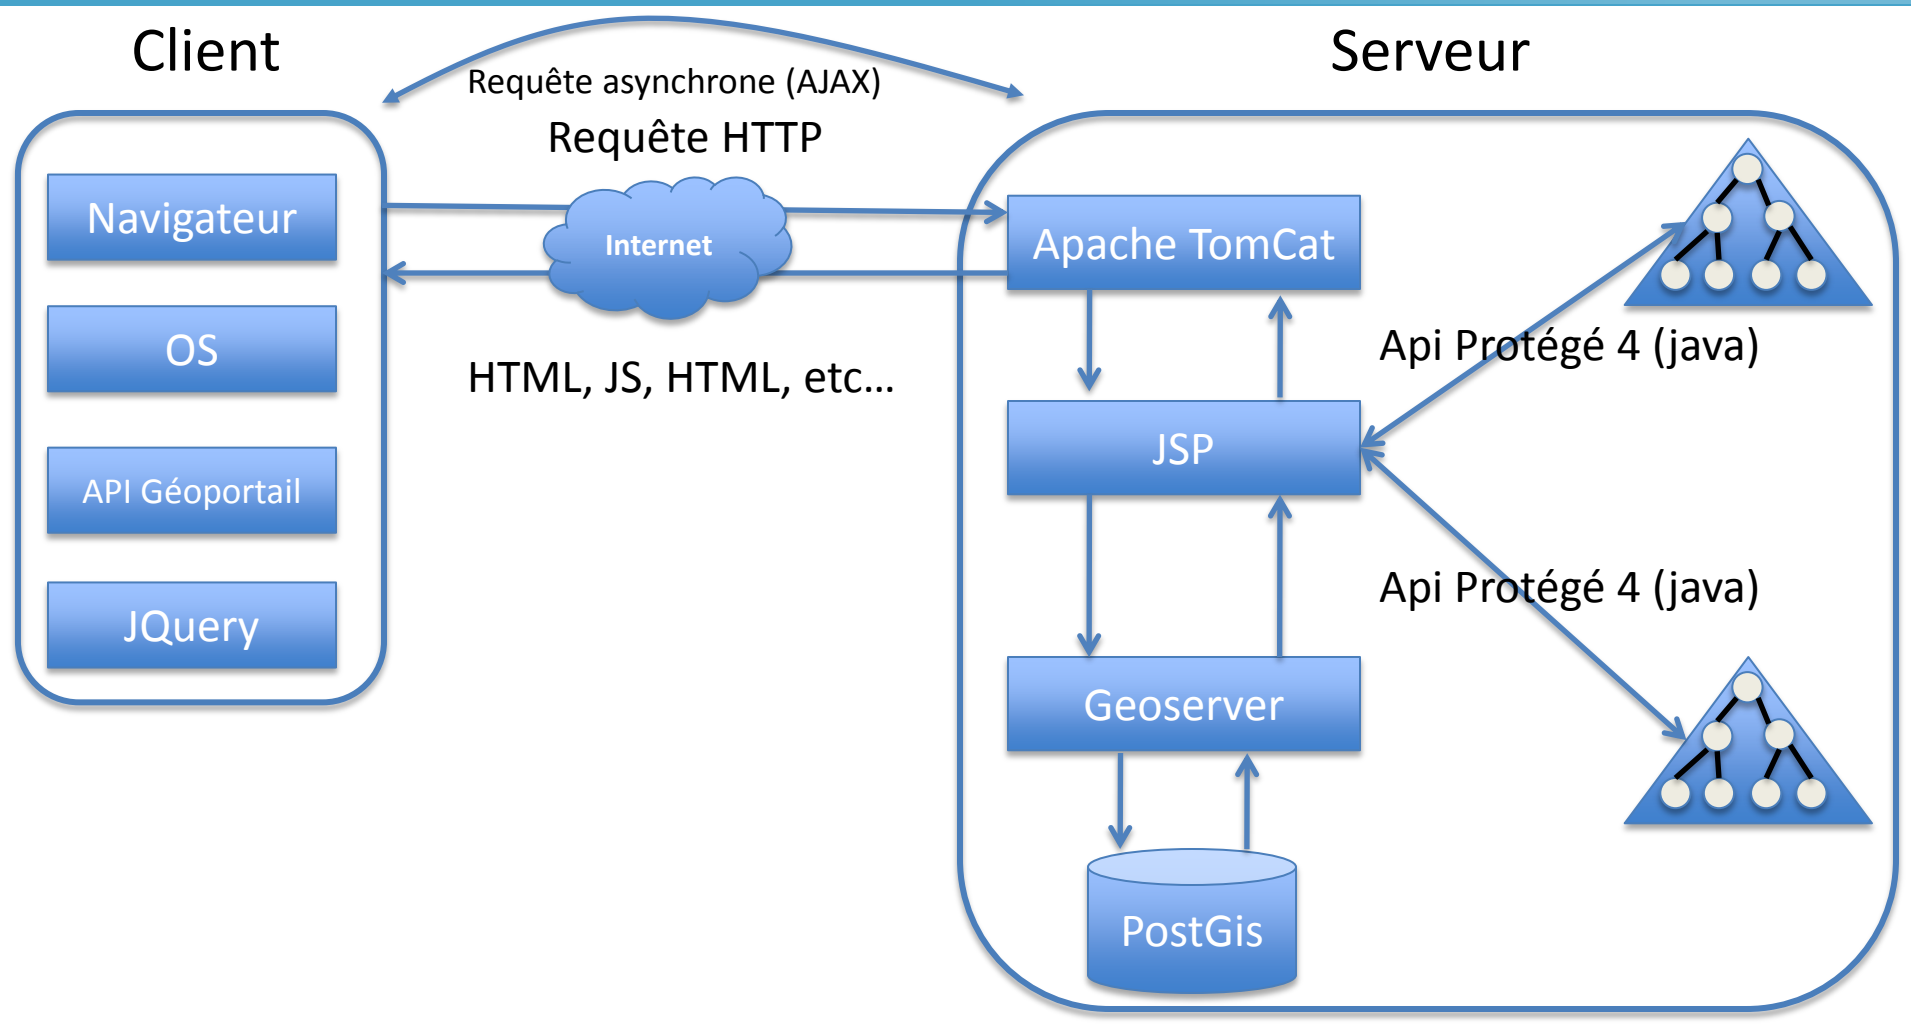 Client
Serveur
Requête asynchrone (AJAX)
Requête HTTP
Navigateur
OS
API Géoportail
JQuery
Internet
HTML, JS, HTML, etc...
Apache TomCat
JSP
Geoserver
PostGis
Api Protégé 4 (java)
Api Protégé 4 (java)